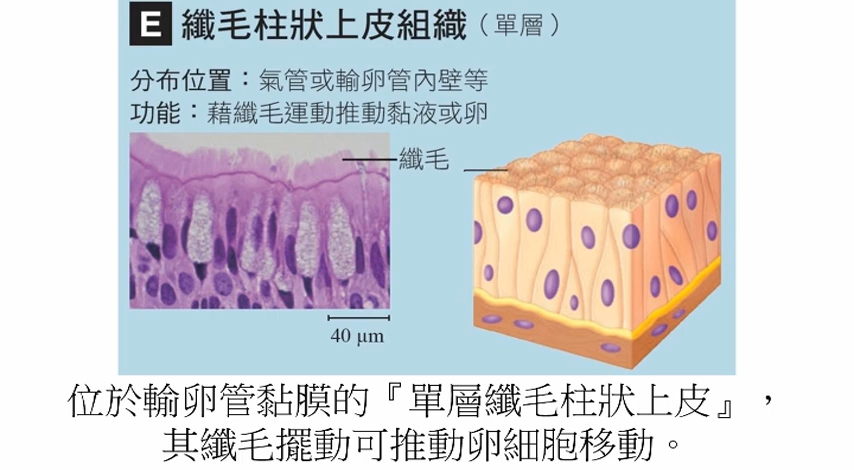 E 纖毛柱狀上皮組織（單層）
分布位置：氣管或輸卵管內壁等
功能：藉纖毛運動推動黏液或卵
纖毛
40 μm
位於輸卵管黏膜的『單層纖毛柱狀上皮』，
其纖毛擺動可推動卵細胞移動。